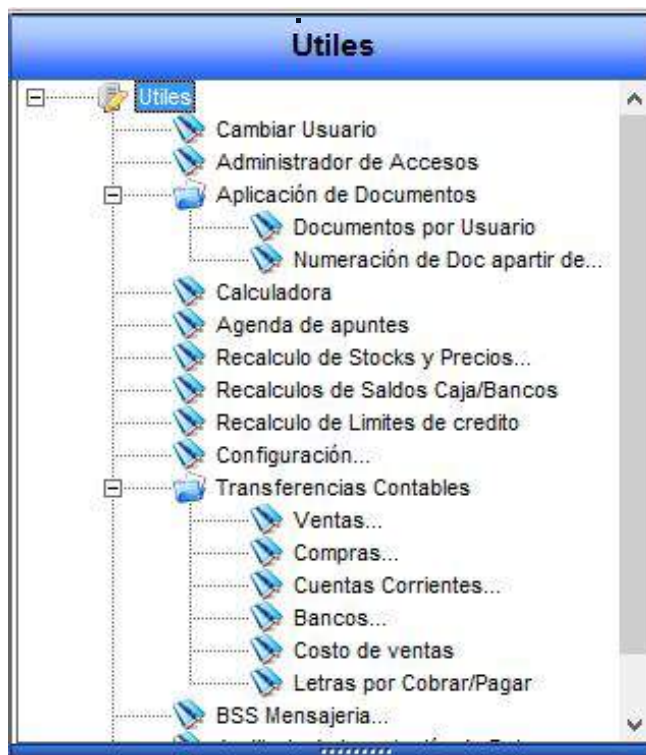 Utiles
Utiles
Cambiar Usuario
Administrador de Accesos
Aplicación de Documentos
Documentos por Usuario
Numeración de Doc apartir de...
Calculadora
Agenda de apuntes
Recalculo de Stocks y Precios...
Recalculos de Saldos Caja/Bancos
Recalculo de Limites de credito
Configuración...
Transferencias Contables
Ventas...
Compras...
Cuentas Corrientes...
Bancos...
Costo de ventas
Letras por Cobrar/Pagar
BSS Mensajeria...